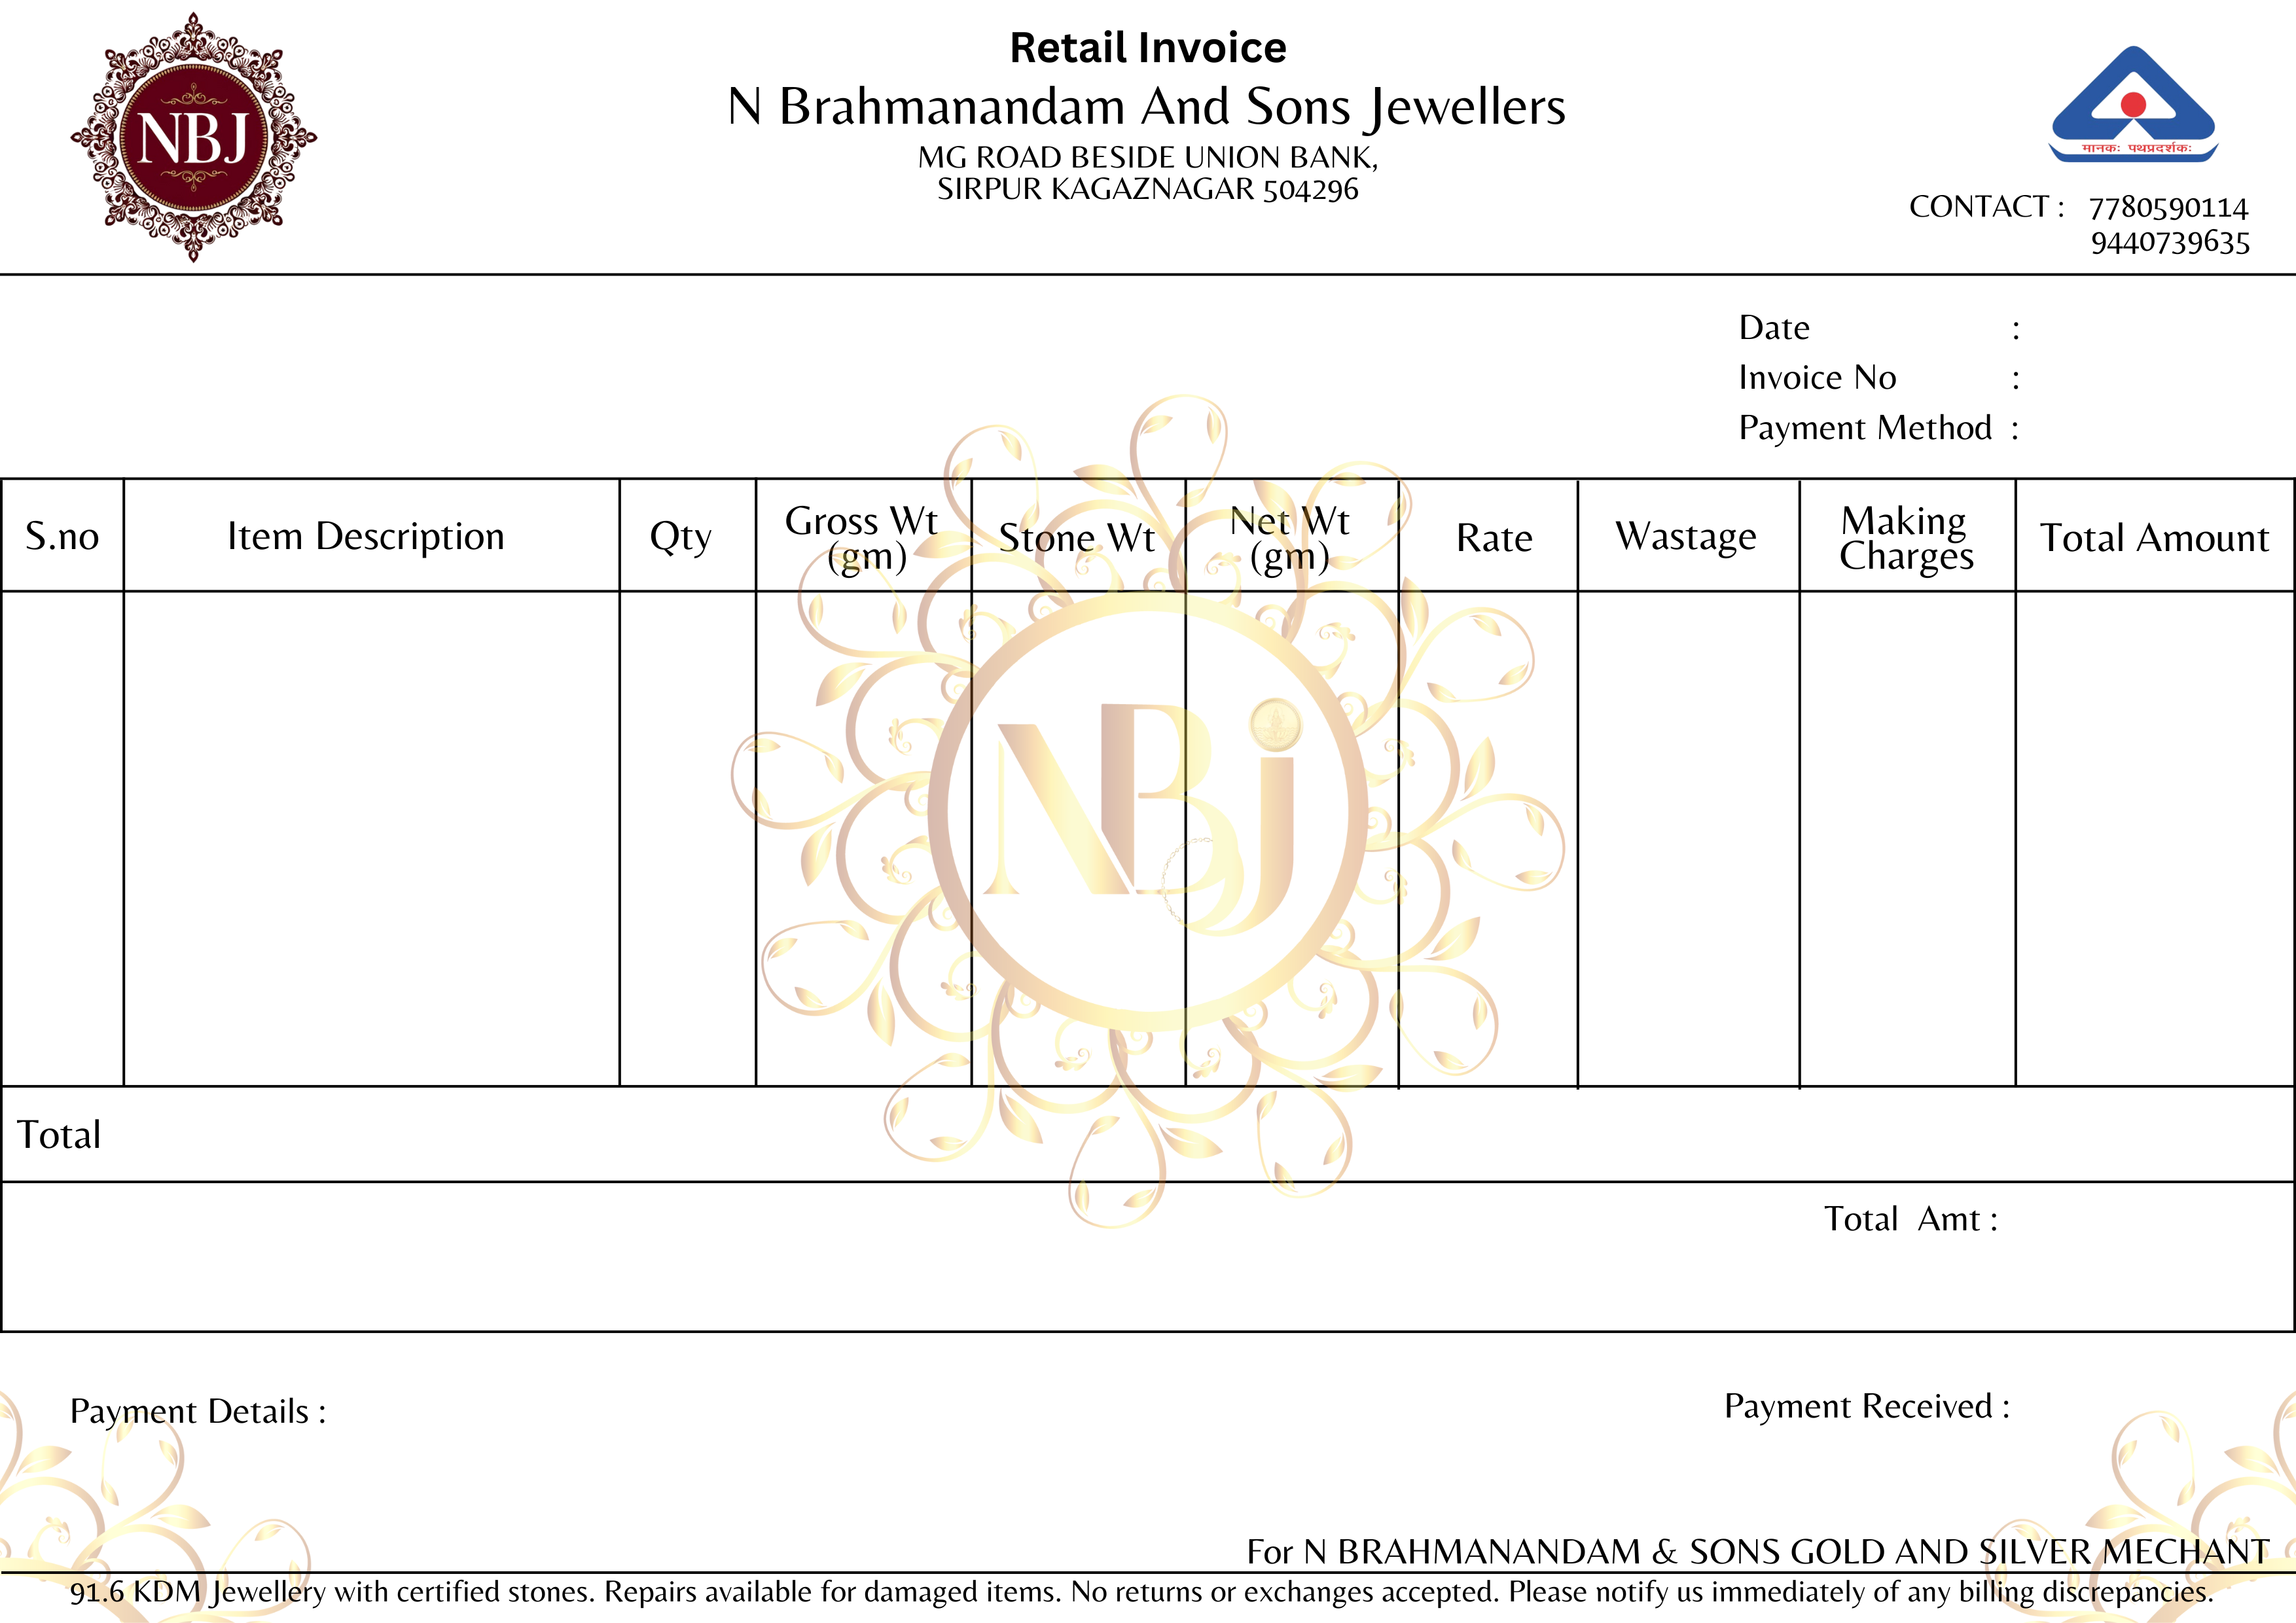 NBJ
Retail Invoice
N Brahmanandam And Sons Jewellers
MG ROAD BESIDE UNION BANK,
SIRPUR KAGAZNAGAR 504296
मानकः पथप्रदर्शकः
CONTACT : 7780590114
9440739635
Date :
Invoice No :
Payment Method :
S.no Item Description Qty Gross Wt (gm) Stone Wt Net Wt (gm) Rate Wastage Making Charges Total Amount
NBJ
Total
Total Amt :
Payment Details :
Payment Received :
For N BRAHMANANDAM & SONS GOLD AND SILVER MECHANT
91.6 KDM Jewellery with certified stones. Repairs available for damaged items. No returns or exchanges accepted. Please notify us immediately of any billing discrepancies.